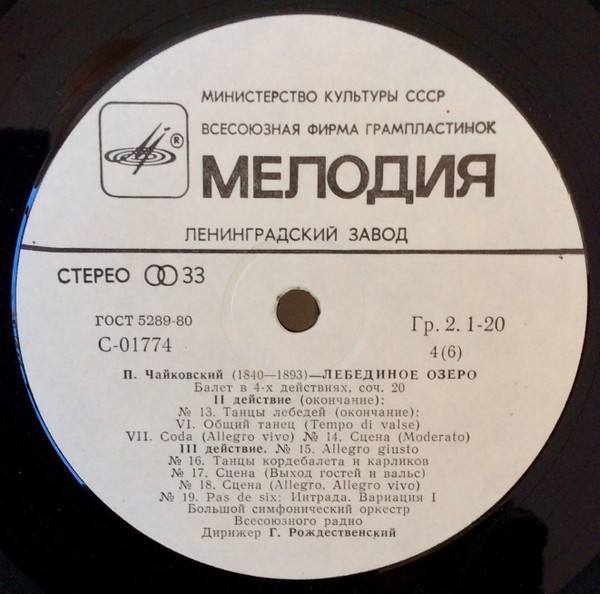 МИНИСТЕРСТВО КУЛЬТУРЫ СССР
ВСЕСОЮЗНАЯ ФИРМА ГРАМПЛАСТИНОК
®
МЕЛОДИЯ
ЛЕНИНГРАДСКИЙ ЗАВОД
СТЕРЕО 33
ГОСТ 5289-80
С-01774
Гр. 2. 1-20
4(6)
П. Чайковский (1840—1893)—ЛЕБЕДИНОЕ ОЗЕРО
Балет в 4-х действиях, соч. 20
II действие (окончание):
№ 13. Танцы лебедей (окончание):
VI. Общий танец (Tempo di valse)
VII. Coda (Allegro vivo) № 14. Сцена (Moderato)
III действие. № 15. Allegro giusto
№ 16. Танцы кордебалета и карликов
№ 17. Сцена (Выход гостей и вальс)
№ 18. Сцена (Allegro. Allegro vivo)
№ 19. Pas de six: Интрада. Вариация I
Большой симфонический оркестр
Всесоюзного радио
Дирижер Г. Рождественский